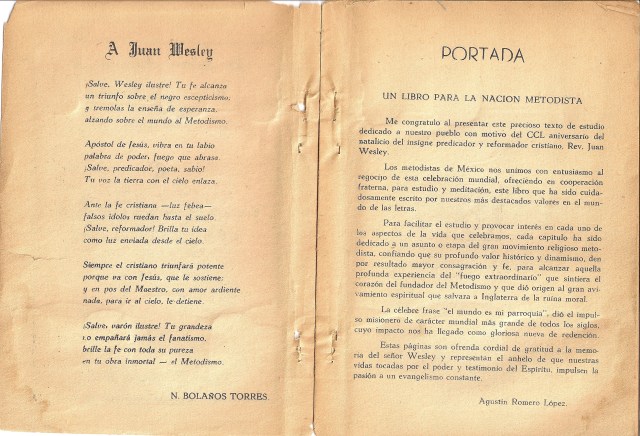 A Juan Wesley
¡Salve, Wesley ilustre! Tu fe alcanza
un triunfo sobre el negro escepticismo,
y tremolas la enseña de esperanza,
alzando sobre el mundo al Metodismo.
Apóstol de Jesús, vibra en tu labio
palabra de poder, fuego que abrasa.
¡Salve, predicador, poeta, sabio!
Tu voz la tierra con el cielo enlaza.
Ante la fe cristiana —luz febea—
falsos ídolos ruedan hasta el suelo.
¡Salve, reformador! Brilla tu idea
como luz enviada desde el cielo.
Siempre el cristiano triunfará potente
porque va con Jesús, que le sostiene;
y en pos del Maestro, con amor ardiente
nada, para ir al cielo, le detiene.
¡Salve, varón ilustre! Tu grandeza
no empañará jamás el fanatismo,
brille la fe con toda su pureza
en tu obra inmortal — el Metodismo.
N. BOLAÑOS TORRES.
PORTADA
UN LIBRO PARA LA NACION METODISTA
Me congratulo al presentar este precioso texto de estudio
dedicado a nuestro pueblo con motivo del CCL aniversario del
natalicio del insigne predicador y reformador cristiano, Rev. Juan
Wesley.
Los metodistas de México nos unimos con entusiasmo al
regocijo de esta celebración mundial, ofreciendo en cooperación
fraterna, para estudio y meditación, este libro que ha sido cuida-
dosamente escrito por nuestros más destacados valores en el mun-
do de las letras.
Para facilitar el estudio y provocar interés en cada uno de
los aspectos de la vida que celebramos, cada capítulo ha sido
dedicado a un asunto o etapa del gran movimiento religioso meto-
dista, confiando que su profundo valor histórico y dinamismo, den
por resultado mayor consagración y fe, para alcanzar aquella
profunda experiencia del "fuego extraordinario" que sintiera el
corazón del fundador del Metodismo y que dió origen al gran avi-
vamiento espiritual que salvara a Inglaterra de la ruina moral.
La célebre frase "el mundo es mi parroquia", dió el impul-
so misionero de carácter mundial más grande de todos los siglos,
cuyo impacto nos ha llegado como gloriosa nueva de redención.
Estas páginas son ofrenda cordial de gratitud a la memo-
ria del señor Wesley y representan el anhelo de que nuestras
vidas tocadas por el poder y testimonio del Espíritu, impulsen la
pasión a un evangelismo constante.
Agustín Romero López.